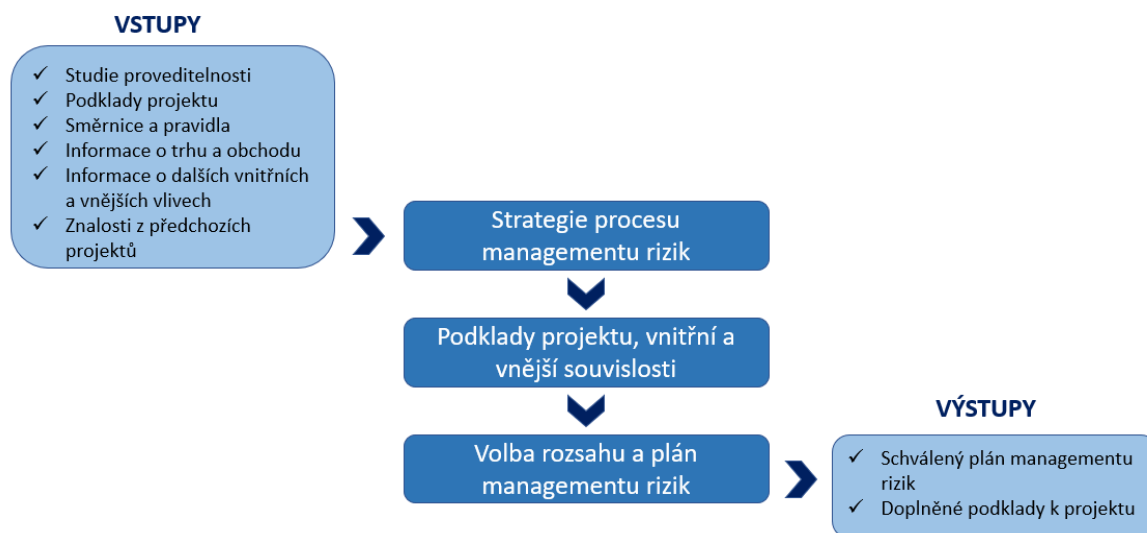 VSTUPY
✓ Studie proveditelnosti
✓ Podklady projektu
✓ Směrnice a pravidla
✓ Informace o trhu a obchodu
✓ Informace o dalších vnitřních
a vnějších vlivech
✓ Znalosti z předchozích
projektů
Strategie procesu
managementu rizik
Podklady projektu, vnitřní a
vnější souvislosti
Volba rozsahu a plán
managementu rizik
VÝSTUPY
✓ Schválený plán managementu
rizik
✓ Doplněné podklady k projektu